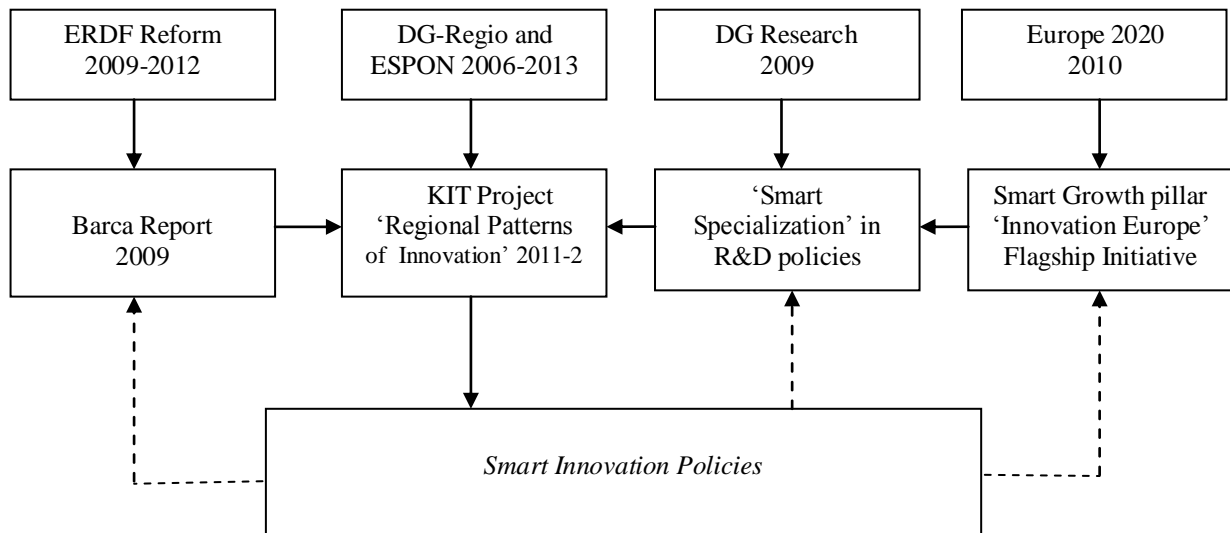 ERDF Reform
2009-2012
DG-Regio and
ESPON 2006-2013
DG Research
2009
Europe 2020
2010
Barca Report
2009
KIT Project
‘Regional Patterns
of Innovation’ 2011-2
‘Smart
Specialization’ in
R&D policies
Smart Growth pillar
‘Innovation Europe’
Flagship Initiative
Smart Innovation Policies